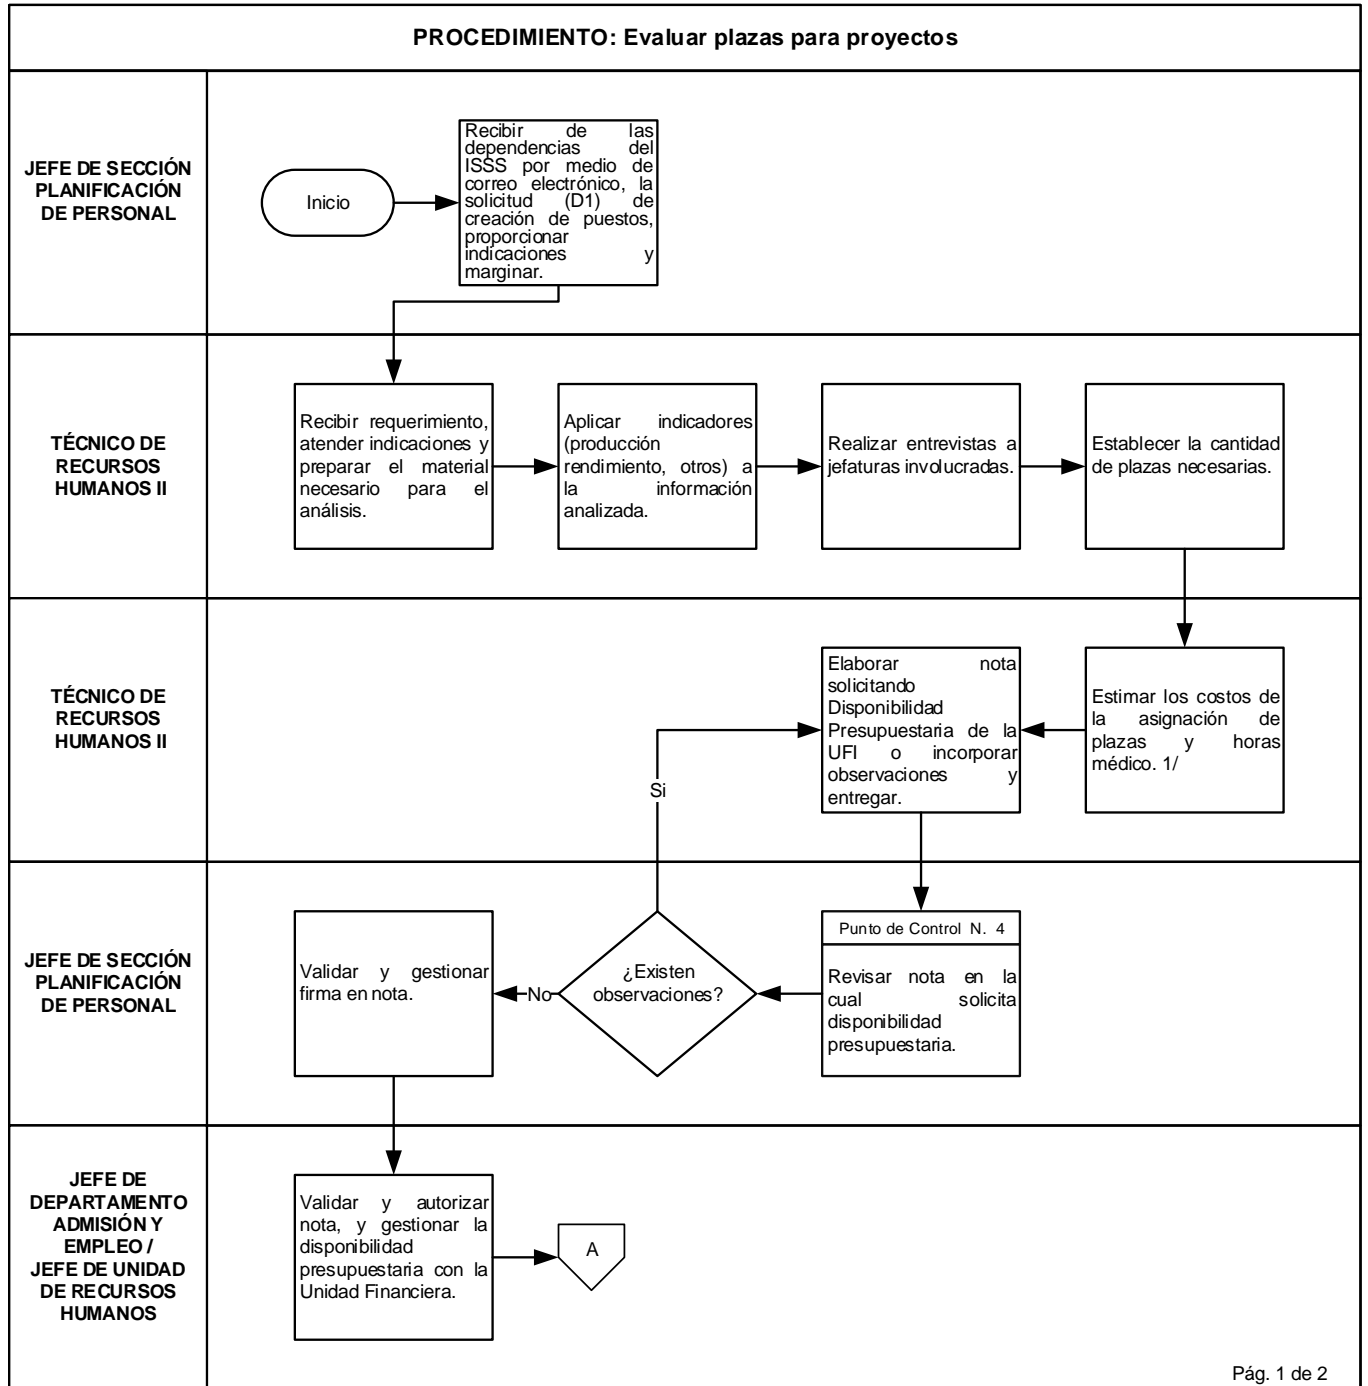 PROCEDIMIENTO: Evaluar plazas para proyectos
JEFE DE SECCIÓN
PLANIFICACIÓN
DE PERSONAL
Inicio
Recibir de las
dependencias del
ISSS por medio de
correo electrónico, la
solicitud (D1) de
creación de puestos,
proporcionar
indicaciones y
marginar.
TÉCNICO DE
RECURSOS
HUMANOS II
Recibir requerimiento,
atender indicaciones y
preparar el material
necesario para el
análisis.
Aplicar indicadores
(producción
rendimiento, otros) a
la información
analizada.
Realizar entrevistas a
jefaturas involucradas.
Establecer la cantidad
de plazas necesarias.
TÉCNICO DE
RECURSOS
HUMANOS II
Elaborar nota
solicitando
Disponibilidad
Presupuestaria de la
UFI o incorporar
observaciones y
entregar.
Estimar los costos de
la asignación de
plazas y horas
médico. 1/
Si
JEFE DE SECCIÓN
PLANIFICACIÓN
DE PERSONAL
Validar y gestionar
firma en nota.
No
¿Existen
observaciones?
Punto de Control N. 4
Revisar nota en la
cual solicita
disponibilidad
presupuestaria.
JEFE DE
DEPARTAMENTO
ADMISIÓN Y
EMPLEO /
JEFE DE UNIDAD
DE RECURSOS
HUMANOS
Validar y autorizar
nota, y gestionar la
disponibilidad
presupuestaria con la
Unidad Financiera.
A
Pág. 1 de 2